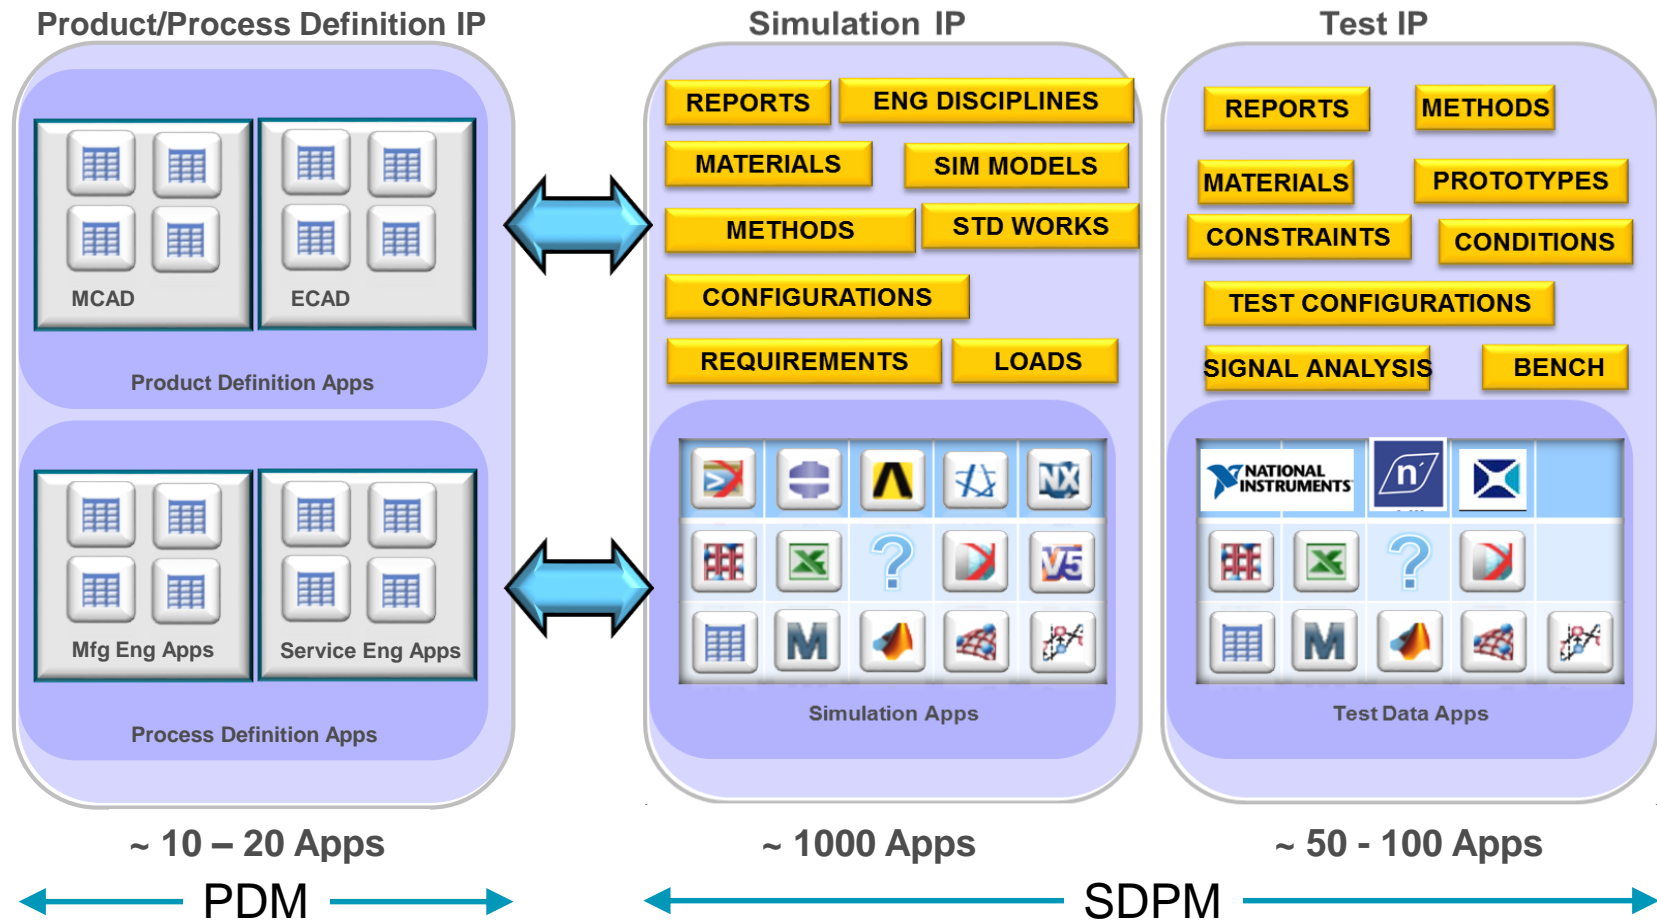 Product/Process Definition IP
Simulation IP
Test IP
MCAD
ECAD
Product Definition Apps
Mfg Eng Apps
Service Eng Apps
Process Definition Apps
REPORTS
ENG DISCIPLINES
MATERIALS
SIM MODELS
METHODS
STD WORKS
CONFIGURATIONS
REQUIREMENTS
LOADS
NX
?
V5
M
Simulation Apps
REPORTS
METHODS
MATERIALS
PROTOTYPES
CONSTRAINTS
CONDITIONS
TEST CONFIGURATIONS
SIGNAL ANALYSIS
BENCH
NATIONAL
INSTRUMENTS
n
?
M
Test Data Apps
~ 10 – 20 Apps
~ 1000 Apps
~ 50 - 100 Apps
PDM
SDPM